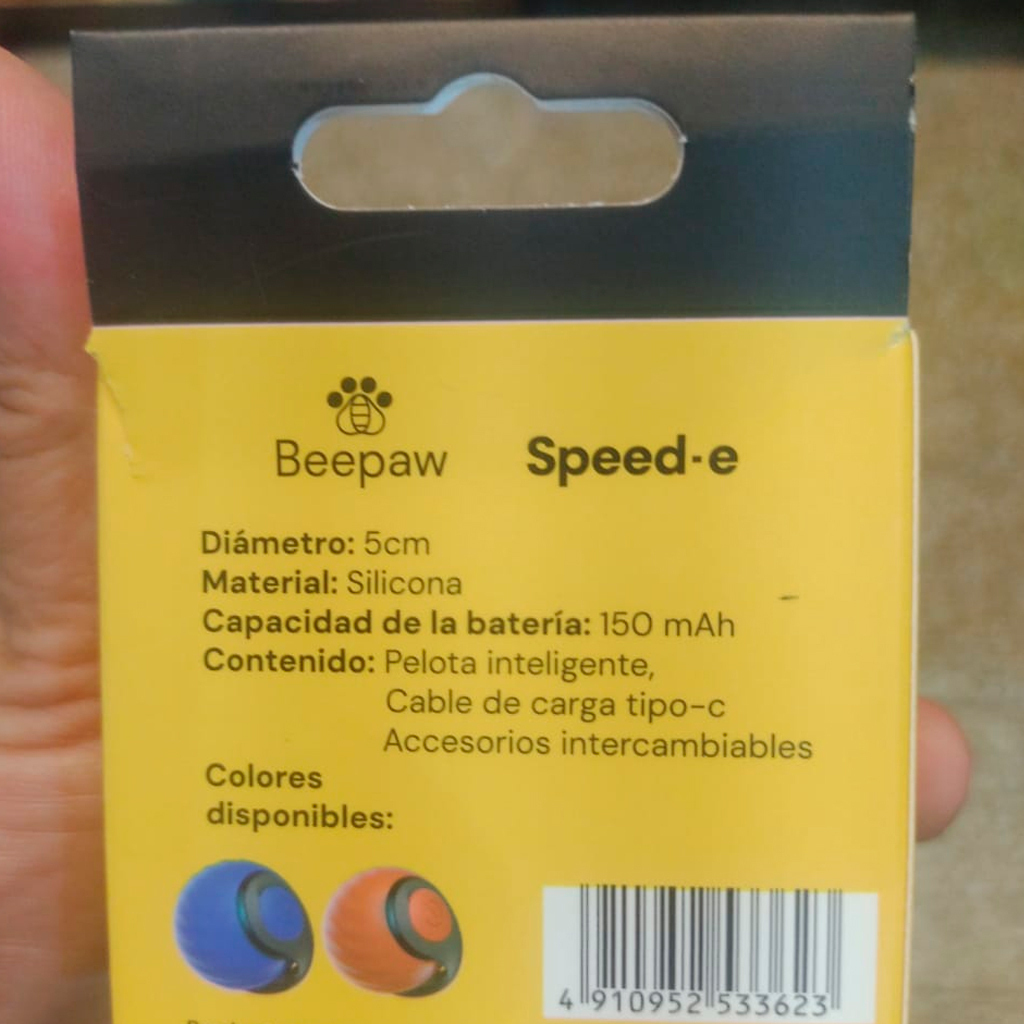 Beepaw Speed-e
Diámetro: 5cm
Material: Silicona
Capacidad de la batería: 150 mAh
Contenido: Pelota inteligente,
Cable de carga tipo-c
Accesorios intercambiables
Colores
disponibles:
4 910952 533623